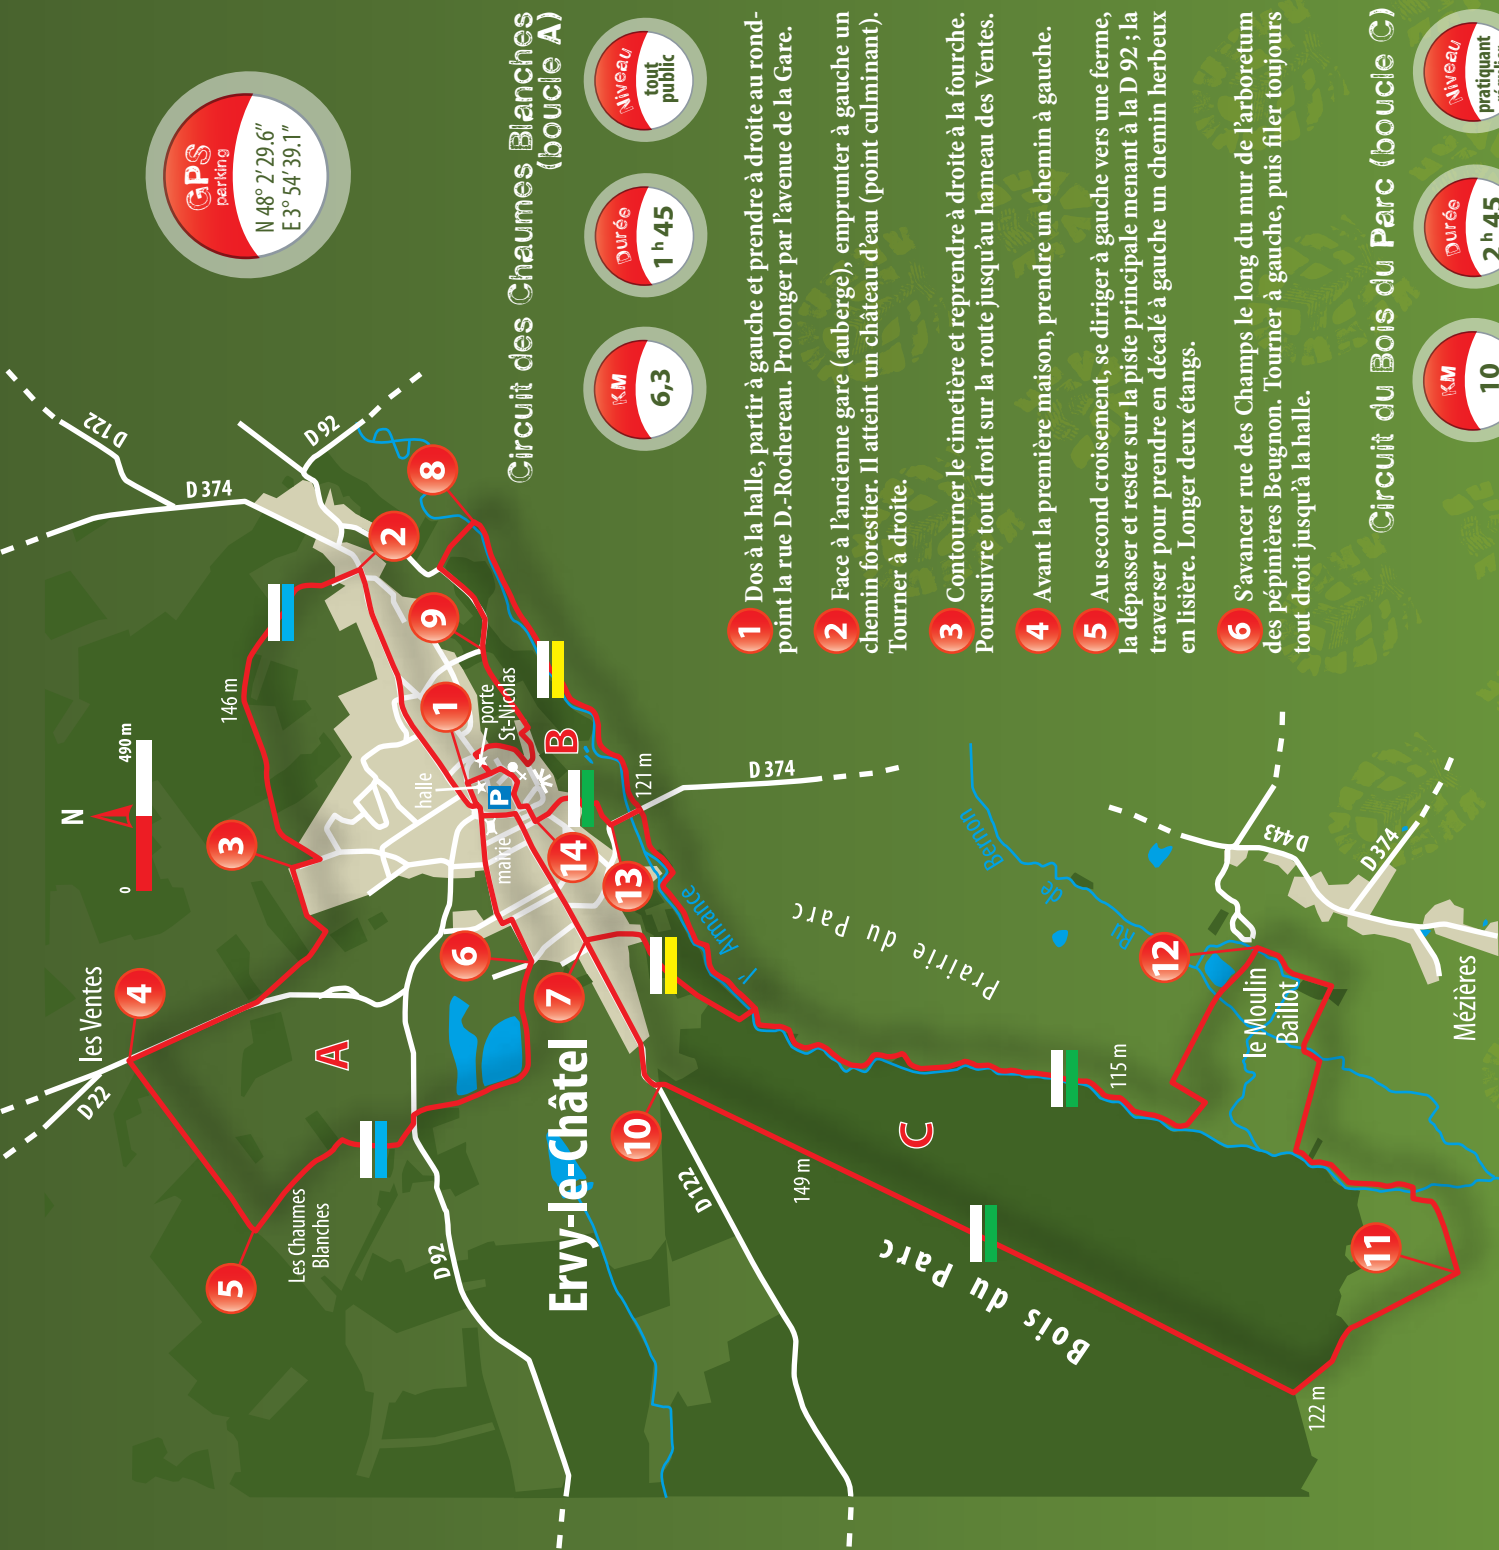 GPS
parking
N 48° 2’ 29.6”
E 3° 54’ 39.1”
Circuit des Chaumes Blanches
(boucle A)
KM
6,3
Durée
1 h 45
Niveau
tout
public
1 Dos à la halle, partir à gauche et prendre à droite au rond-
point la rue D.-Rochereau. Prolonger par l’avenue de la Gare.
2 Face à l’ancienne gare (auberge), emprunter à gauche un
chemin forestier. Il atteint un château d’eau (point culminant).
Tourner à droite.
3 Contourner le cimetière et reprendre à droite à la fourche.
Poursuivre tout droit sur la route jusqu’au hameau des Ventes.
4 Avant la première maison, prendre un chemin à gauche.
5 Au second croisement, se diriger à gauche vers une ferme,
la dépasser et rester sur la piste principale menant à la D 92 ; la
traverser pour prendre en décalé à gauche un chemin herbeux
en lisière. Longer deux étangs.
6 S’avancer rue des Champs le long du mur de l’arboretum
des pépinières Beugnon. Tourner à gauche, puis filer toujours
tout droit jusqu’à la halle.
Circuit du Bois du Parc (boucle C)
KM
10
Durée
2 h 45
Niveau
pratiquant
N
0
490 m
D 22
les Ventes
4
3
146 m
D 374
D 122
D 92
2
8
9
1
5
Les Chaumes
Blanches
A
6
7
halle
mairie
P
porte
St-Nicolas
B
14
13
121 m
D 374
D 92
Ervy-le-Châtel
10
D 122
l’ Armance
Prairie du Parc
Ru de Bernon
149 m
C
Bois du Parc
115 m
12
le Moulin
Baillot
D 443
D 374
Mézières
11
122 m